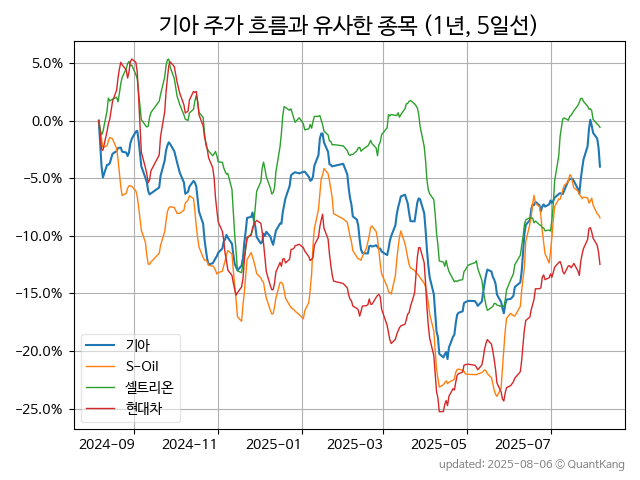 기아 주가 흐름과 유사한 종목 (1년, 5일선)
5.0%
0.0%
−5.0%
−10.0%
−15.0%
−20.0%
−25.0%
기아
S-Oil
셀트리온
현대차
2024-09 2024-11 2025-01 2025-03 2025-05 2025-07
updated: 2025-08-06 © QuantKang